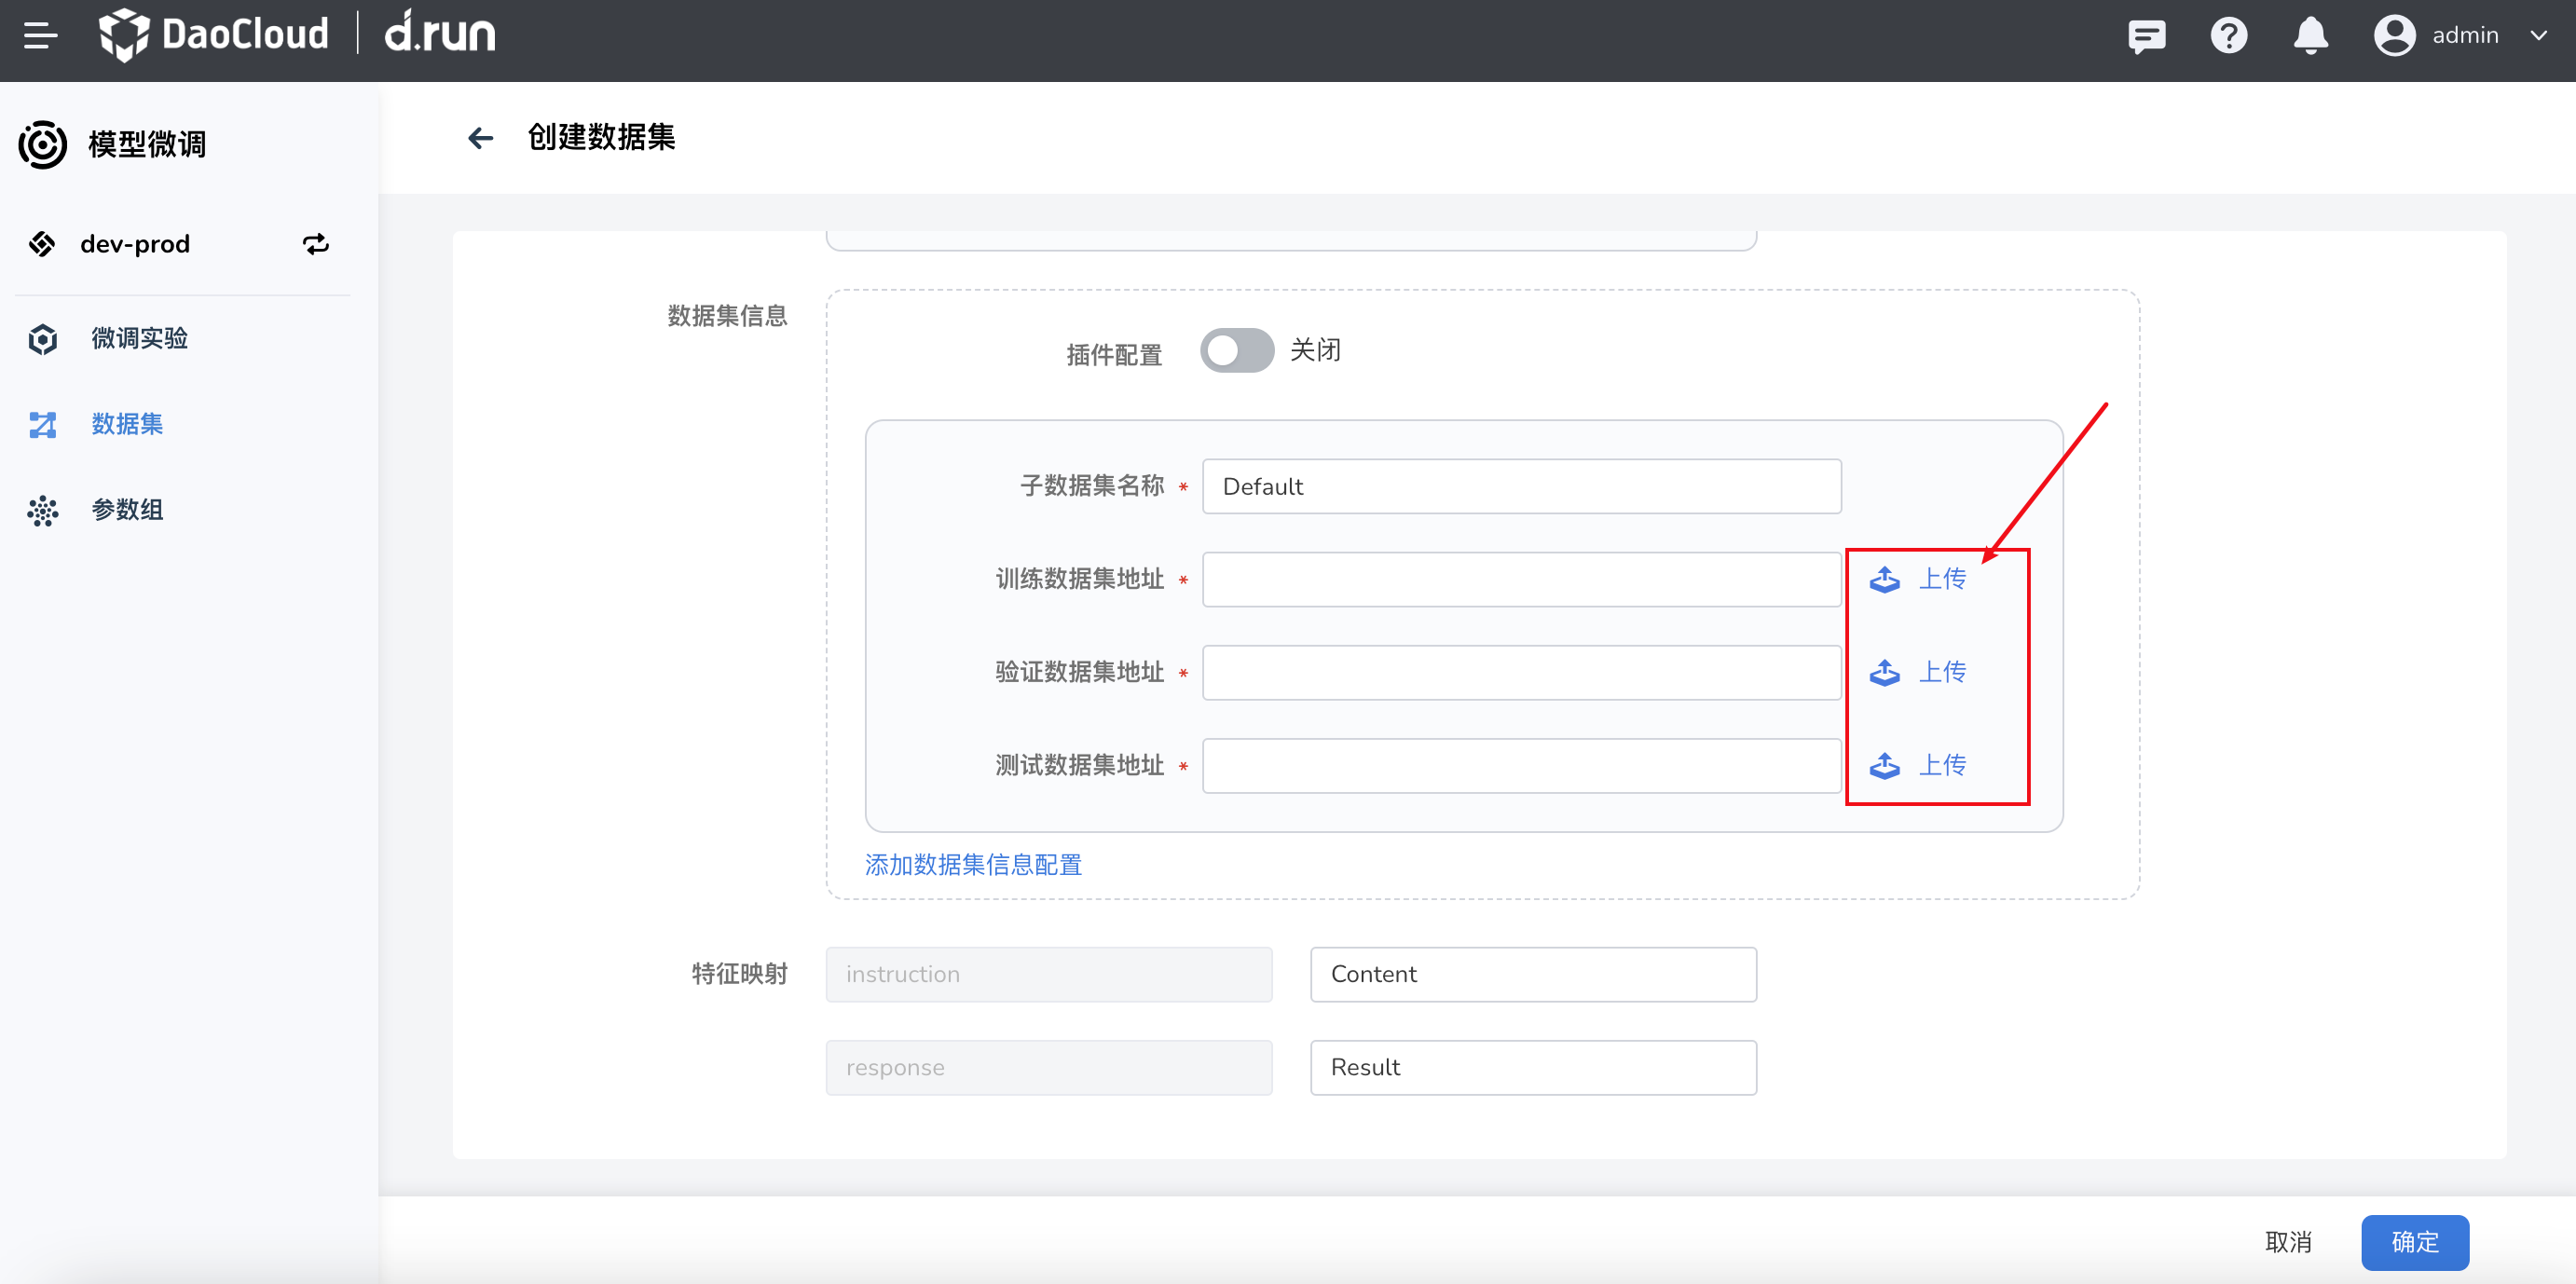 DaoCloud | d.run
admin
模型微调
dev-prod
微调实验
数据集
参数组
创建数据集
数据集信息
插件配置 关闭
子数据集名称 * Default
训练数据集地址 * 上传
验证数据集地址 * 上传
测试数据集地址 * 上传
添加数据集信息配置
特征映射 instruction Content
response Result
取消 确定